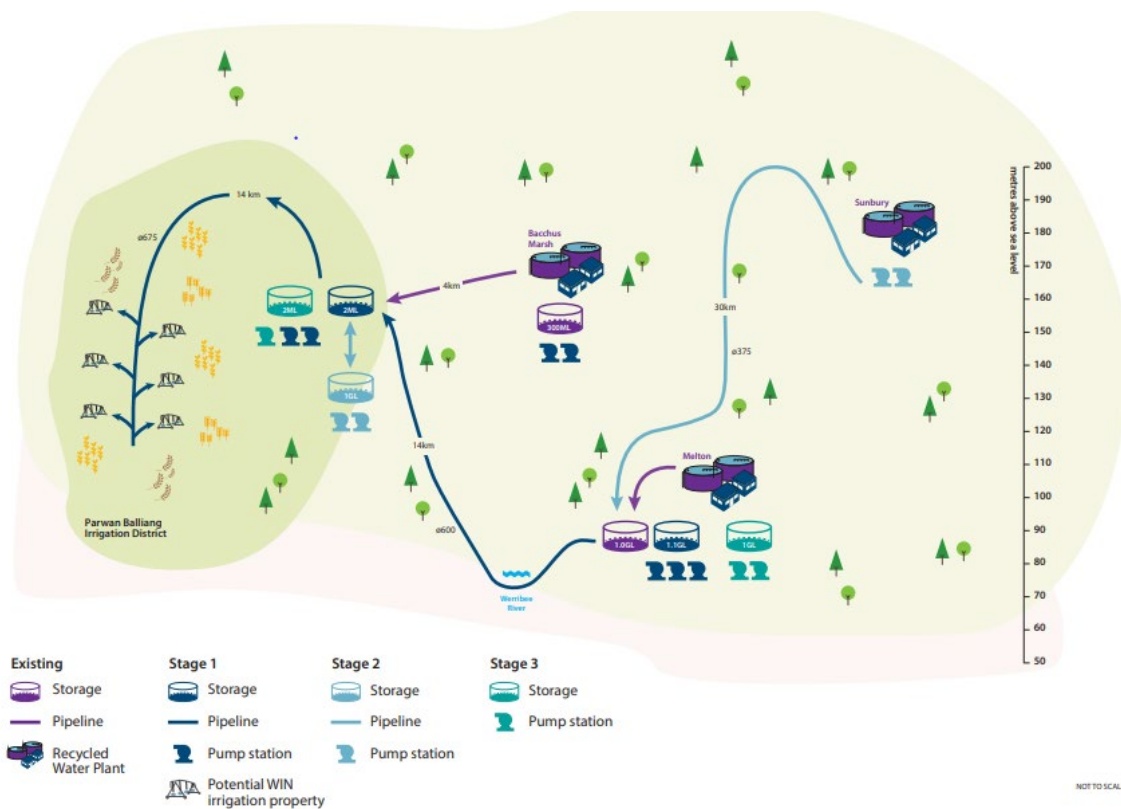 14 km
ø675
2ML
2ML
1GL
4km
Bacchus
Marsh
300ML
14km
ø600
Werribee
River
Sunbury
30km
ø375
Melton
1.0GL
1.1GL
1GL
Parwan Balliang
Irrigation District
metres above sea level
200
190
180
170
160
150
140
130
120
110
100
90
80
70
60
50
Existing
Storage
Pipeline
Recycled
Water Plant
Stage 1
Storage
Pipeline
Pump station
Potential WIN
irrigation property
Stage 2
Storage
Pipeline
Pump station
Stage 3
Storage
Pump station
NOT TO SCAL